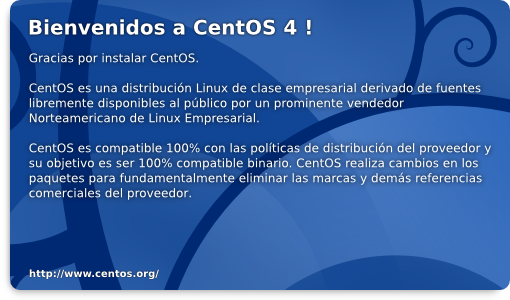 Bienvenidos a CentOS 4 !
Gracias por instalar CentOS.
CentOS es una distribución Linux de clase empresarial derivado de fuentes
libremente disponibles al público por un prominente vendedor
Norteamericano de Linux Empresarial.
CentOS es compatible 100% con las políticas de distribución del proveedor y
su objetivo es ser 100% compatible binario. CentOS realiza cambios en los
paquetes para fundamentalmente eliminar las marcas y demás referencias
comerciales del proveedor.
http://www.centos.org/